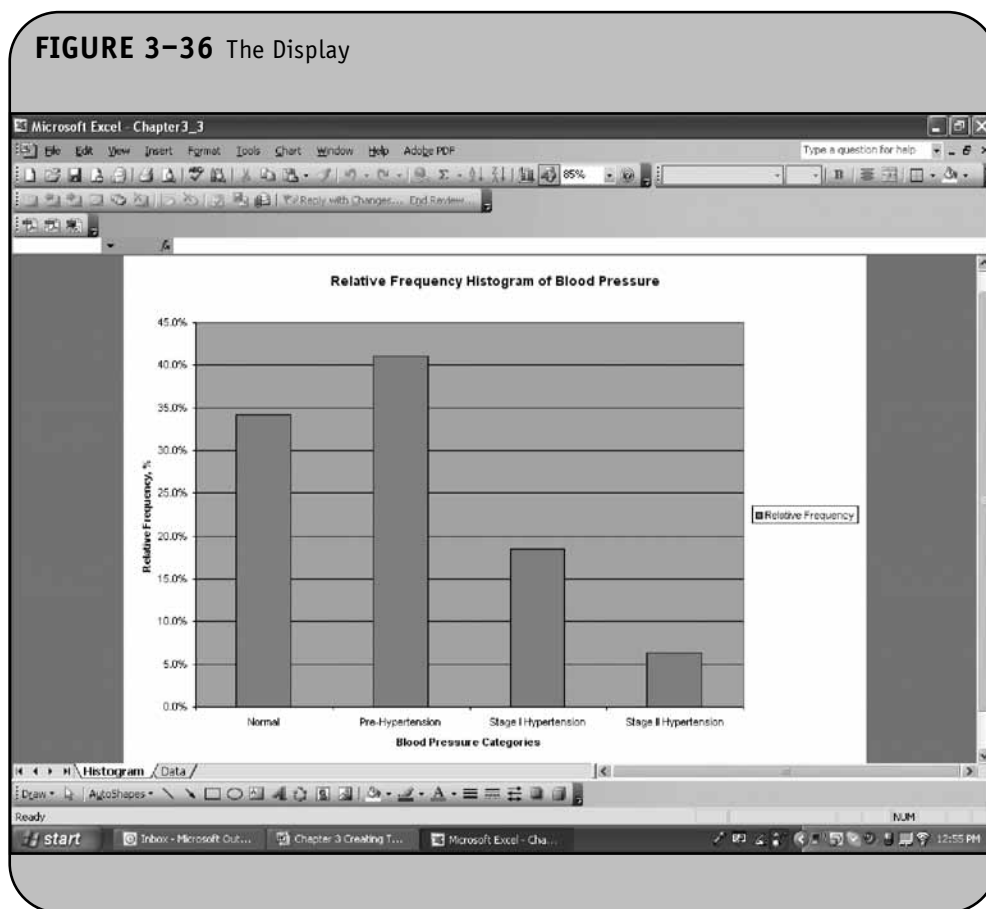 FIGURE 3–36 The Display
Microsoft Excel - Chapter3_3
File Edit View Insert Format Tools Chart Window Help Adobe PDF
Type a question for help
85%
B
Reply with Changes... End Review...
fx
Relative Frequency Histogram of Blood Pressure
45.0%
40.0%
35.0%
30.0%
25.0%
20.0%
15.0%
10.0%
5.0%
0.0%
Relative Frequency, %
Relative Frequency
Normal Pre-Hypertension Stage I Hypertension Stage II Hypertension
Blood Pressure Categories
Histogram Data
Draw AutoShapes
Ready
NUM
start Inbox - Microsoft Out... Chapter 3 Creating T... Microsoft Excel - Cha... 12:55 PM